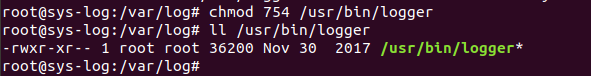 root@sys-log:/var/log# chmod 754 /usr/bin/logger
root@sys-log:/var/log# ll /usr/bin/logger
-rwxr-xr-- 1 root root 36200 Nov 30  2017 /usr/bin/logger*
root@sys-log:/var/log#